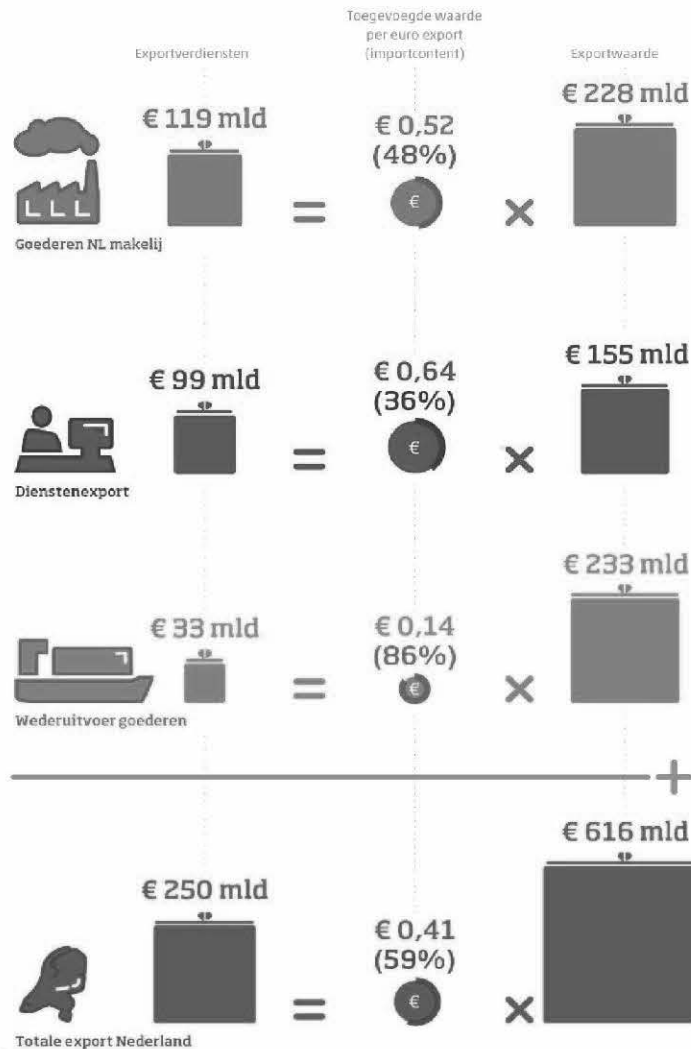 Exportverdiensten
Toegevoegde waarde
per euro export
(importcontent)
Exportwaarde
€ 119 mld
€ 0,52
(48%)
€ 228 mld
€
=
×
Goederen NL makelij
€ 99 mld
€ 0,64
(36%)
€ 155 mld
€
=
×
Dienstenexport
€ 33 mld
€ 0,14
(86%)
€ 233 mld
€
=
×
Wederuitvoer goederen
+
€ 250 mld
€ 0,41
(59%)
€ 616 mld
€
=
×
Totale export Nederland